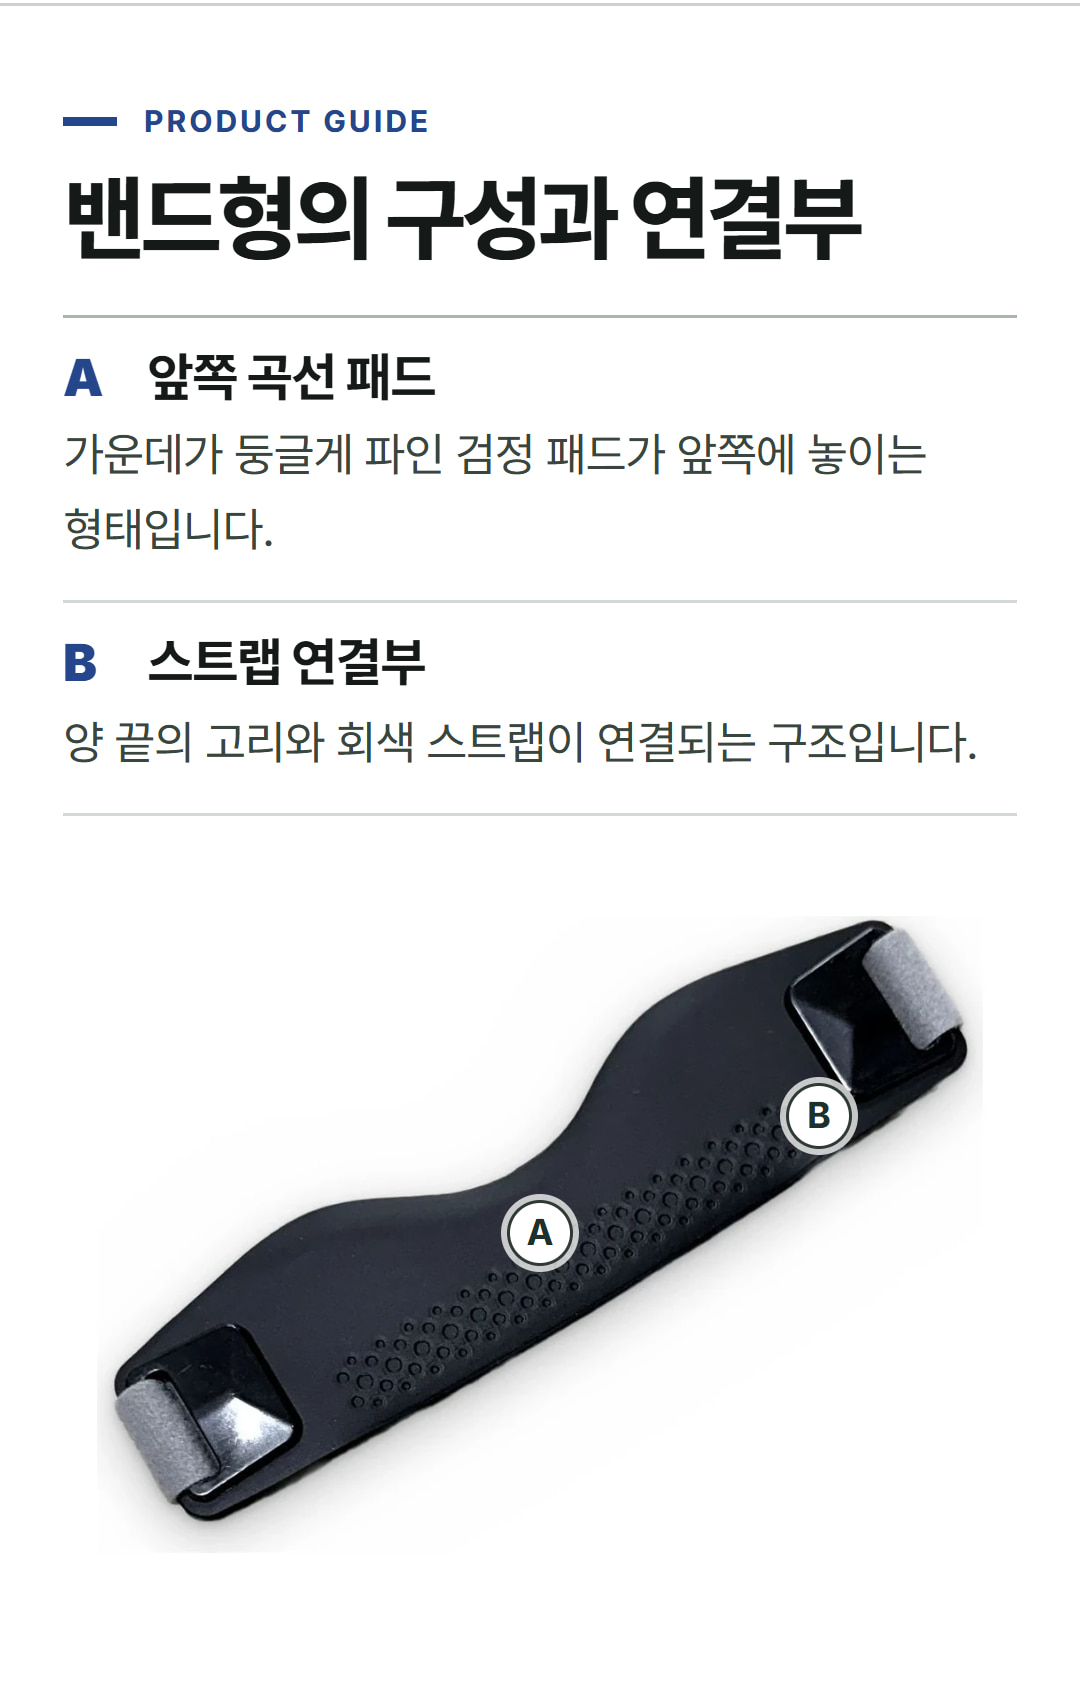 PRODUCT GUIDE
밴드형의 구성과 연결부
A 앞쪽 곡선 패드
가운데가 둥글게 파인 검정 패드가 앞쪽에 놓이는
형태입니다.
B 스트랩 연결부
양 끝의 고리와 회색 스트랩이 연결되는 구조입니다.
B
A